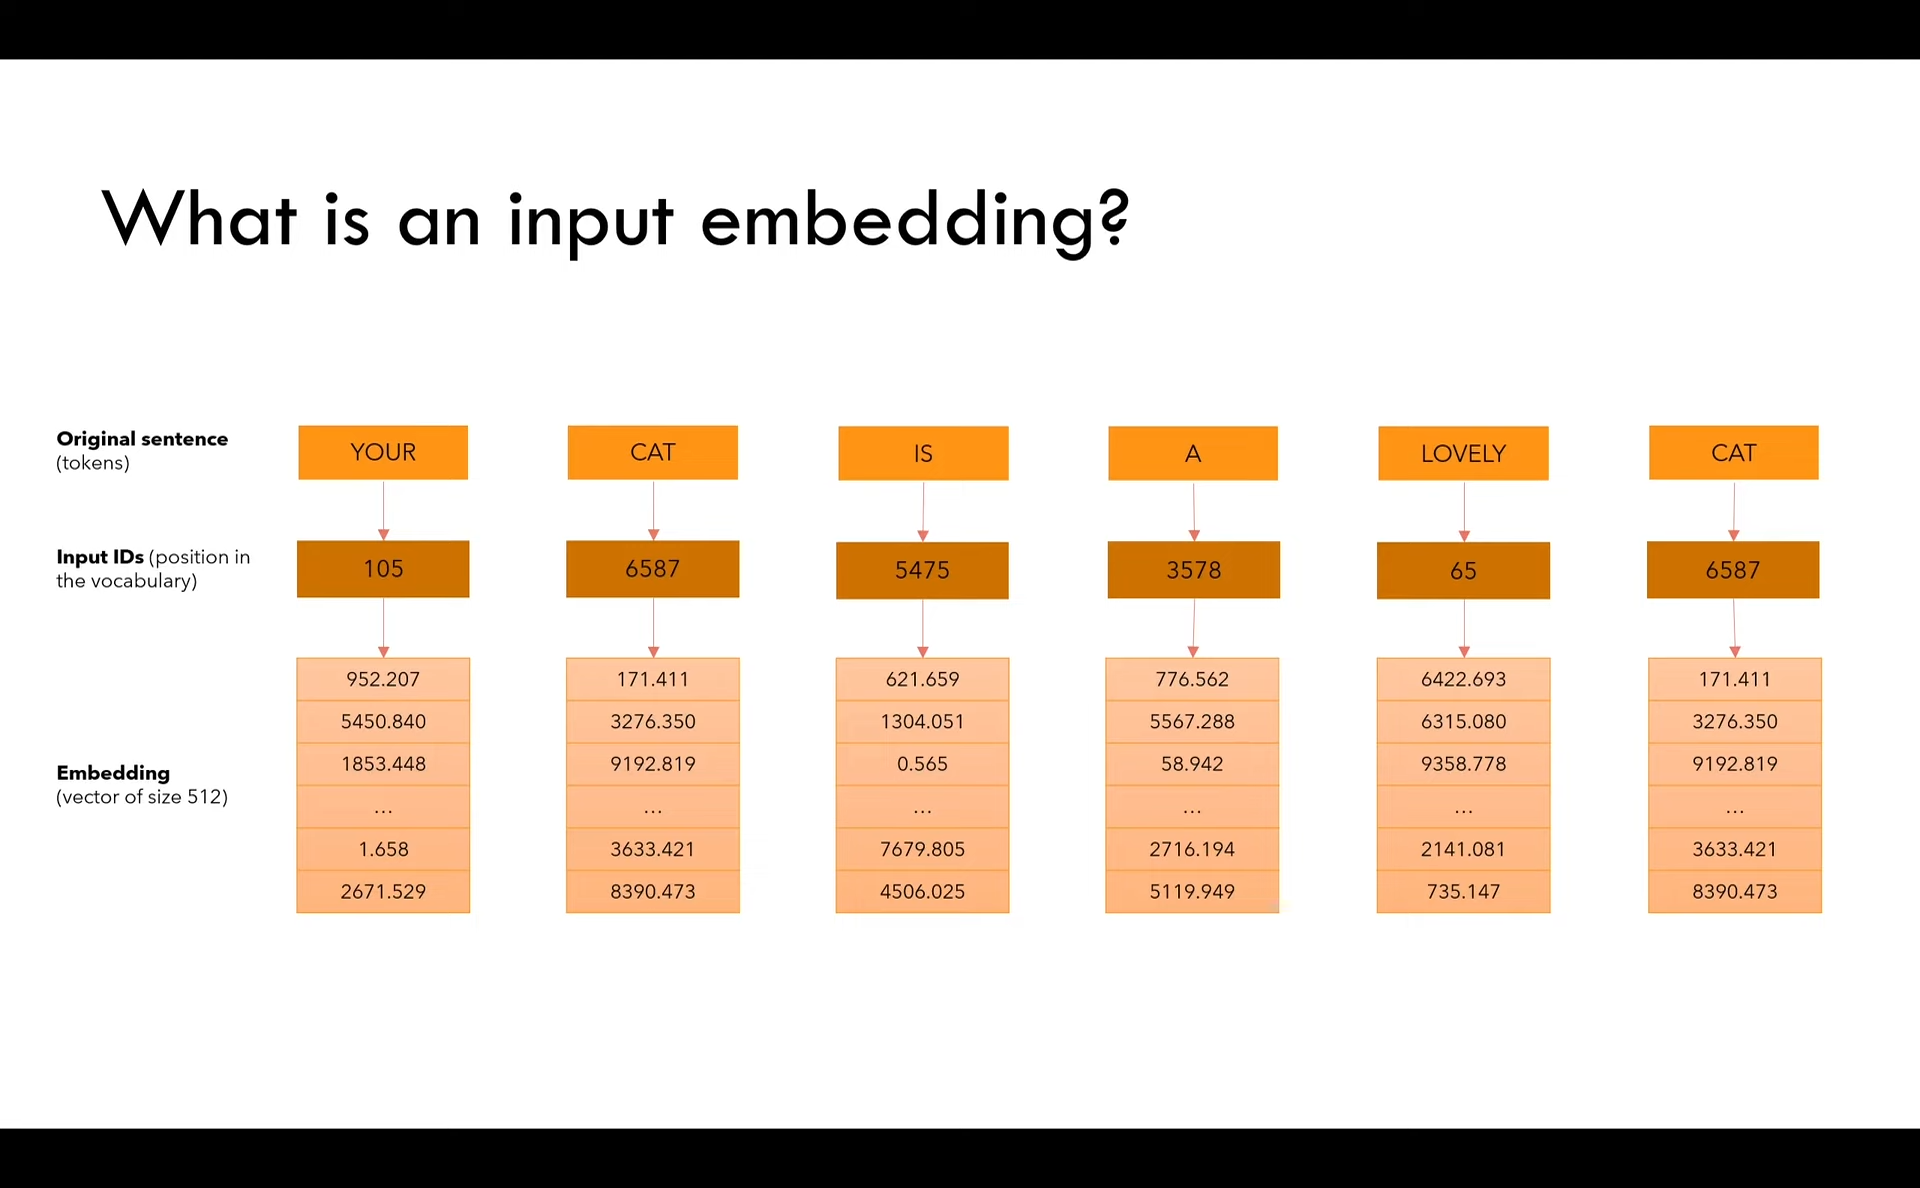 What is an input embedding?
Original sentence
(tokens)
YOUR CAT IS A LOVELY CAT
Input IDs (position in
the vocabulary)
105 6587 5475 3578 65 6587
Embedding
(vector of size 512)
952.207 171.411 621.659 776.562 6422.693 171.411
5450.840 3276.350 1304.051 5567.288 6315.080 3276.350
1853.448 9192.819 0.565 58.942 9358.778 9192.819
... ... ... ... ... ...
1.658 3633.421 7679.805 2716.194 2141.081 3633.421
2671.529 8390.473 4506.025 5119.949 735.147 8390.473